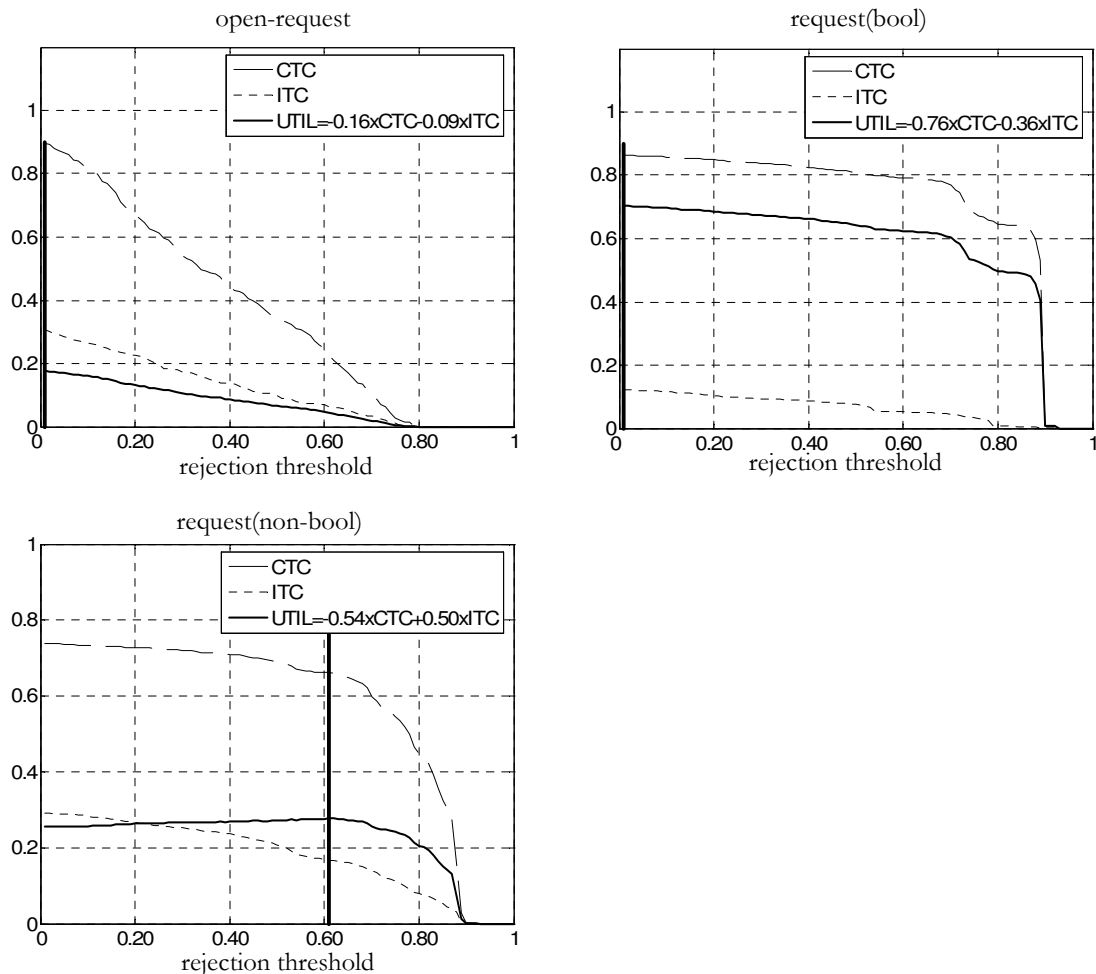 open-request
CTC
ITC
UTIL=-0.16xCTC-0.09xITC
1
0.8
0.6
0.4
0.2
0
0 0.20 0.40 0.60 0.80 1
rejection threshold
request(bool)
CTC
ITC
UTIL=-0.76xCTC-0.36xITC
1
0.8
0.6
0.4
0.2
0
0.20 0.40 0.60 0.80 1
rejection threshold
request(non-bool)
CTC
ITC
UTIL=-0.54xCTC+0.50xITC
1
0.8
0.6
0.4
0.2
0
0 0.20 0.40 0.60 0.80 1
rejection threshold